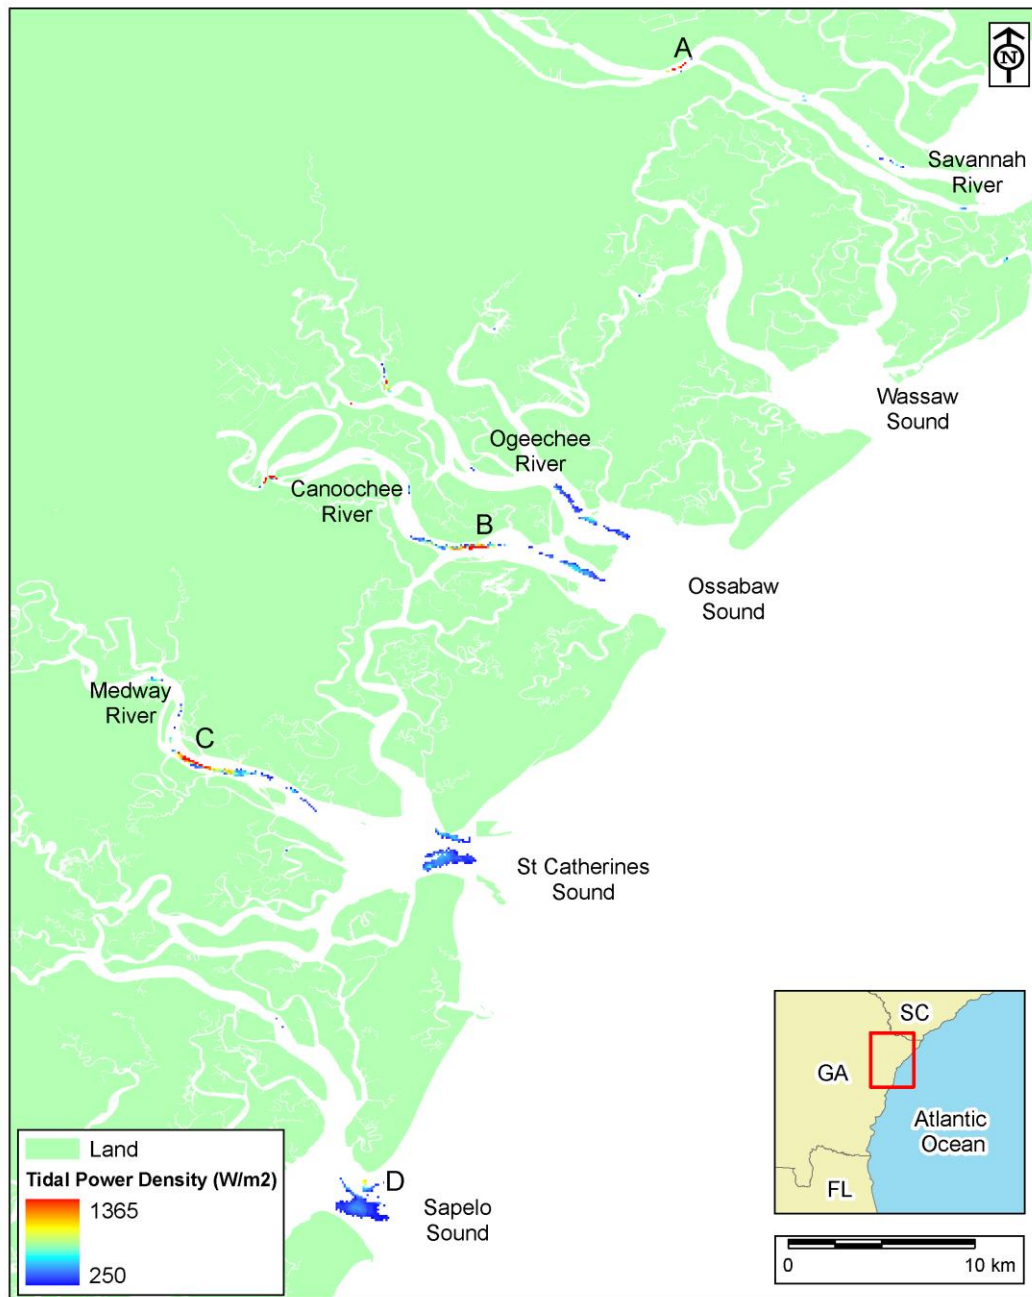 A
N
Savannah
River
Wassaw
Sound
Ogeechee
River
Canoochee
River
B
Ossabaw
Sound
Medway
River
C
St Catherines
Sound
D
Sapelo
Sound
Land
Tidal Power Density (W/m2)
1365
250
SC
GA
Atlantic
Ocean
FL
0
10 km